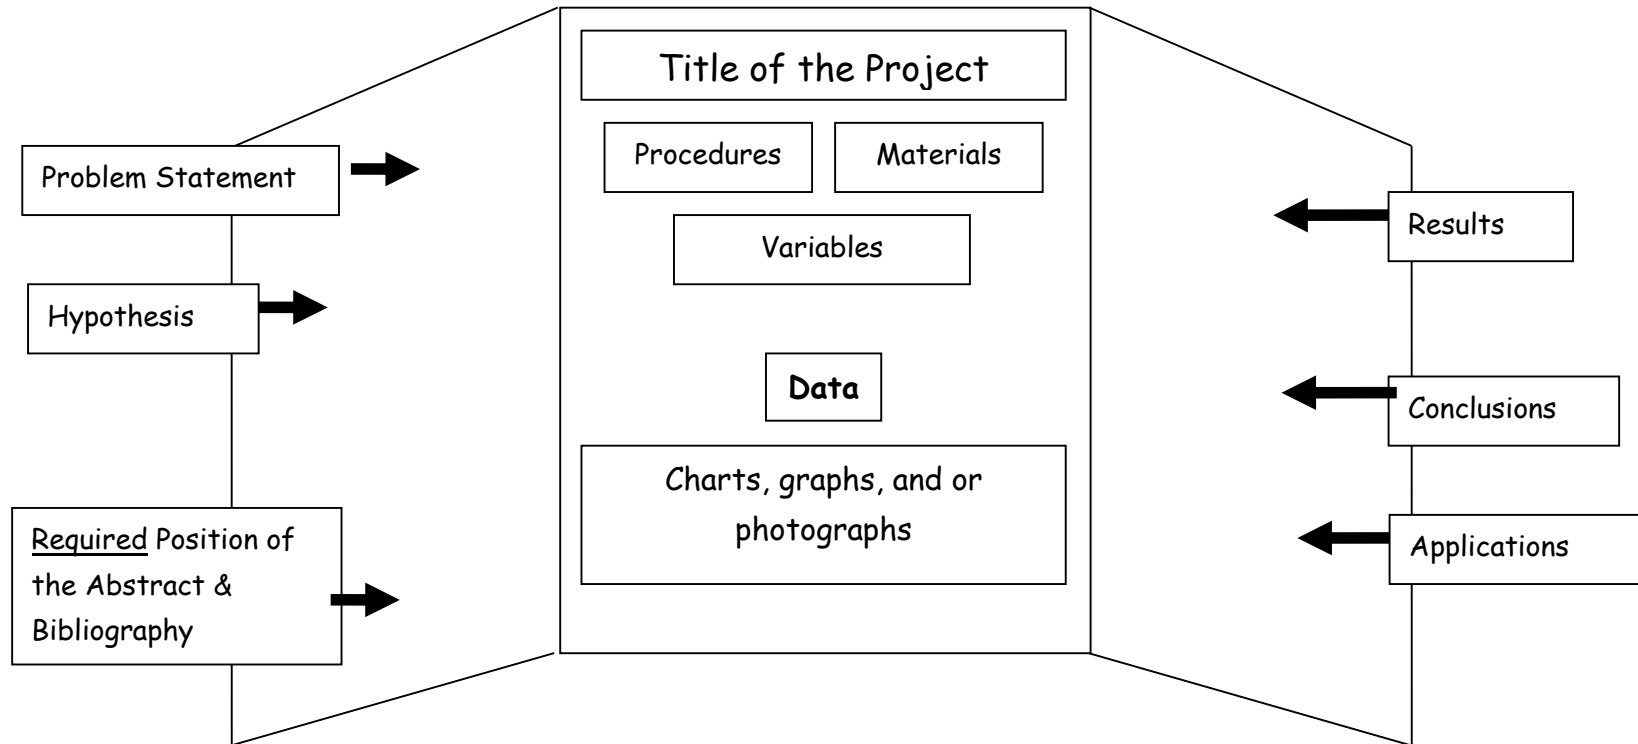 Title of the Project
Procedures
Materials
Variables
Data
Charts, graphs, and or
photographs
Problem Statement
Hypothesis
Required Position of
the Abstract &
Bibliography
Results
Conclusions
Applications